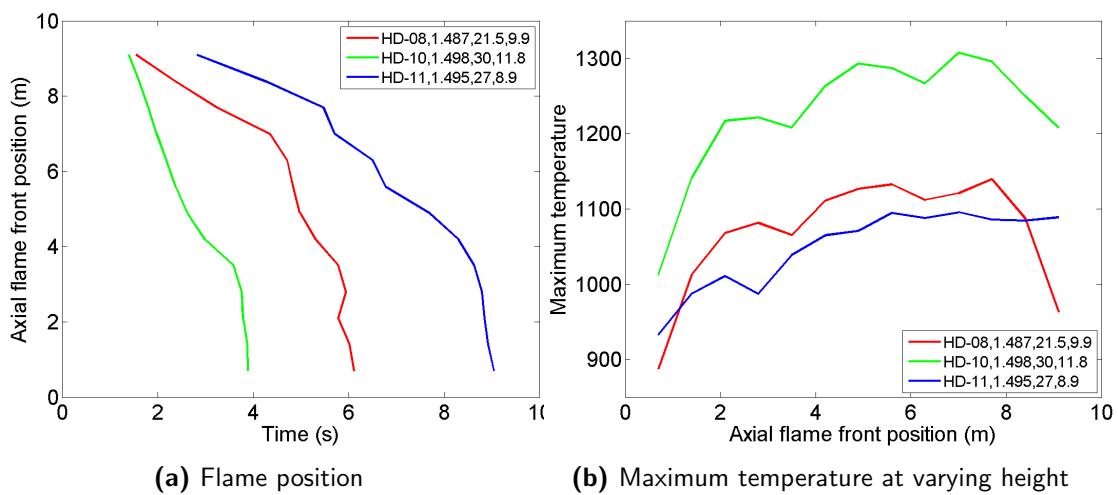 10
8
6
4
2
0
Axial flame front position (m)
0 2 4 6 8 10
Time (s)
HD-08,1.487,21.5,9.9
HD-10,1.498,30,11.8
HD-11,1.495,27,8.9
(a) Flame position
1300
1200
1100
1000
900
Maximum temperature
0 2 4 6 8 10
Axial flame front position (m)
HD-08,1.487,21.5,9.9
HD-10,1.498,30,11.8
HD-11,1.495,27,8.9
(b) Maximum temperature at varying height